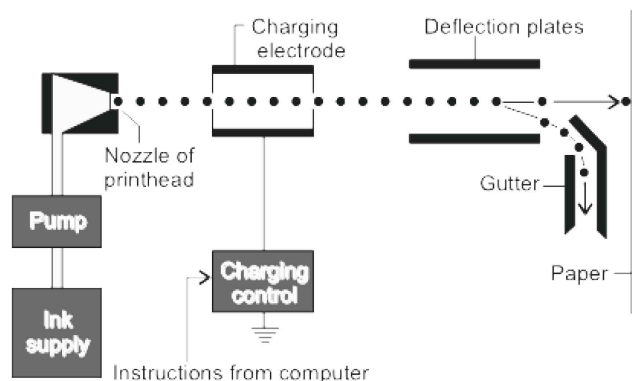 Charging
electrode
Deflection plates
Nozzle of
printhead
Pump
Gutter
Ink
supply
Charging
control
Paper
Instructions from computer